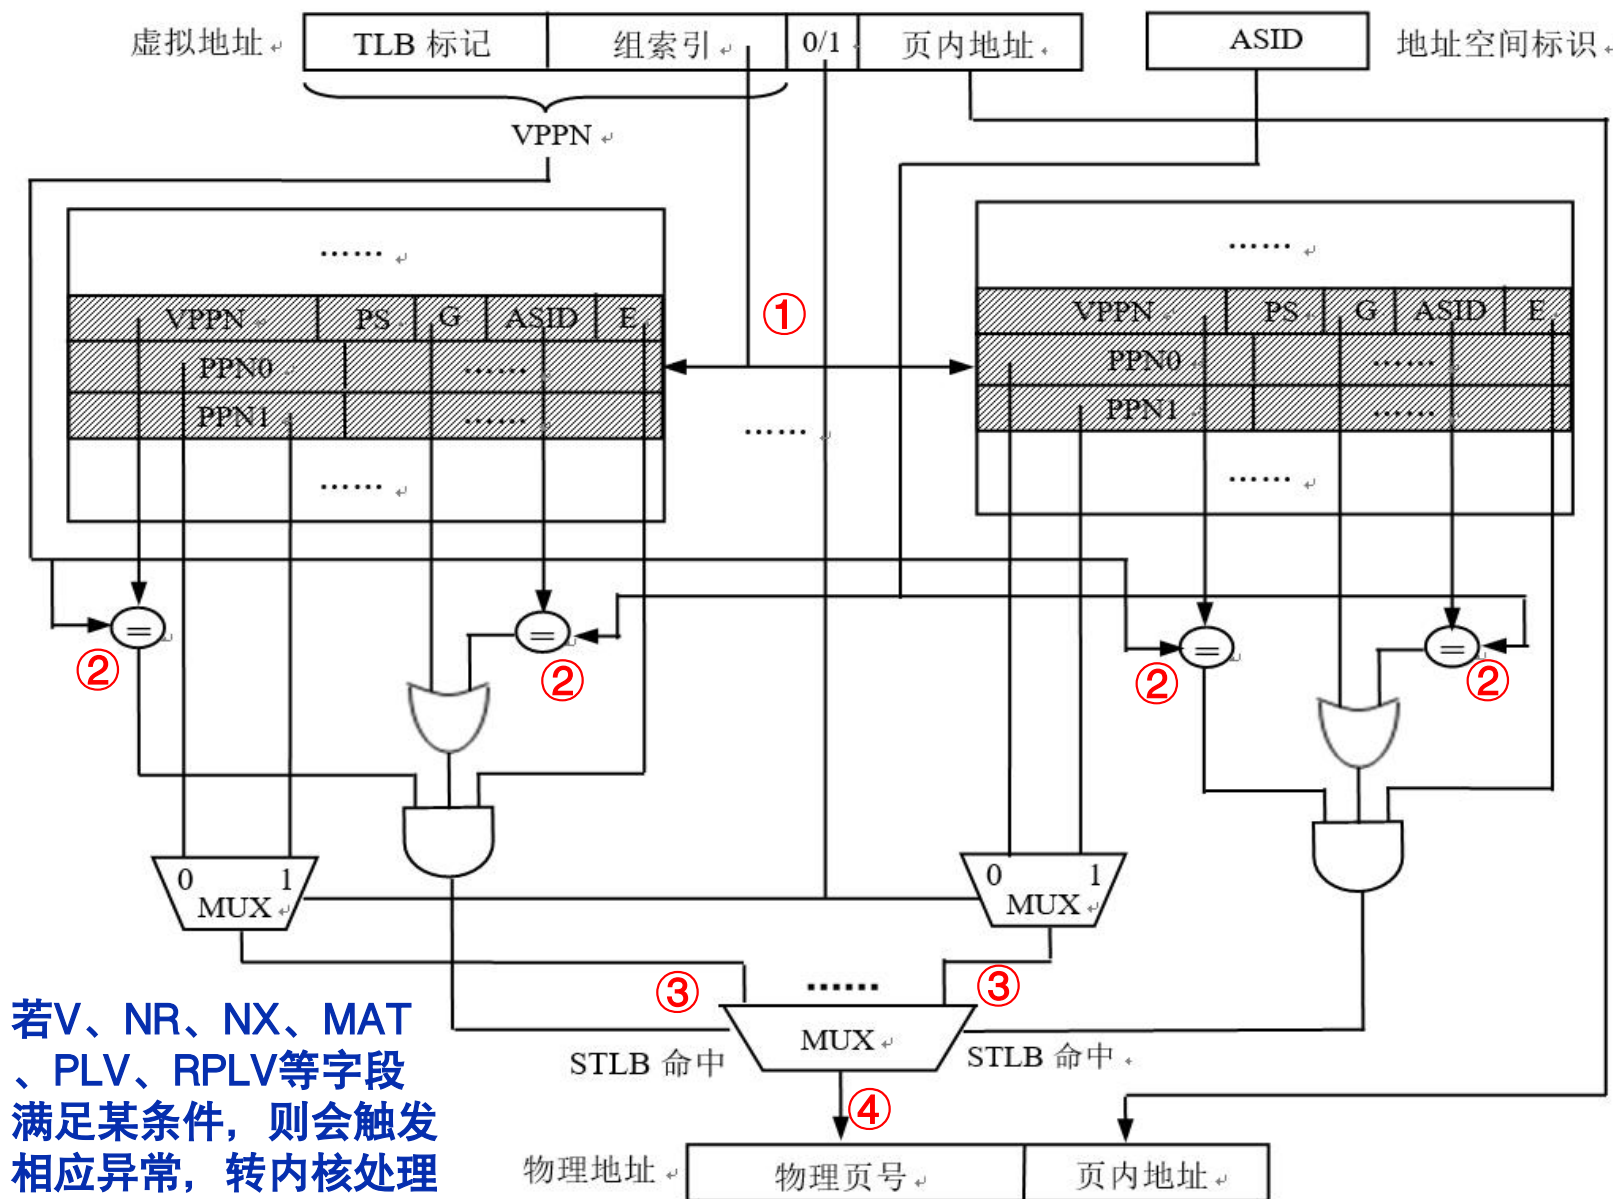 虚拟地址 TLB 标记 组索引 0/1 页内地址 ASID 地址空间标识
VPPN
…… ……
①
VPPN PS G ASID E VPPN PS G ASID E
PPN0 …… PPN0 ……
PPN1 …… …… PPN1 ……
…… ……
= = = =
② ② ② ②
0 1 0 1
MUX MUX
③ …… ③
MUX
STLB 命中 STLB 命中
④
物理地址 物理页号 页内地址
若V、NR、NX、MAT
、PLV、RPLV等字段
满足某条件，则会触发
相应异常，转内核处理